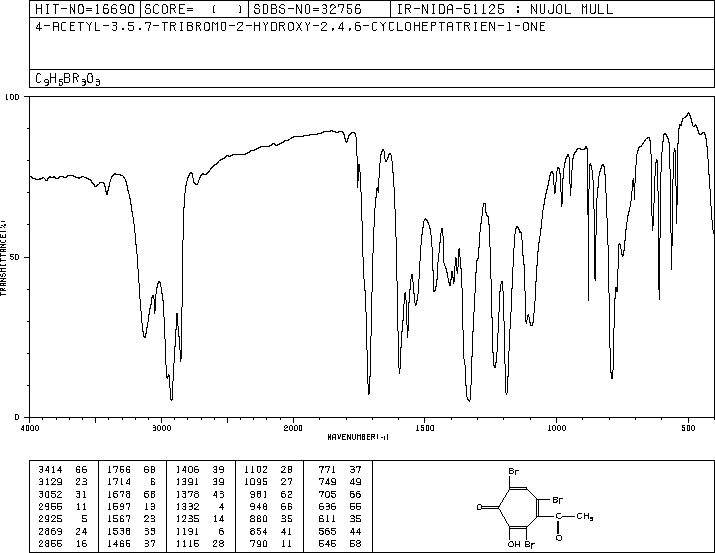 HIT-NO=16690 SCORE= ( ) SDBS-NO=32756 IR-NIDA-51125 : NUJOL MULL
4-ACETYL-3,5,7-TRIBROMO-2-HYDROXY-2,4,6-CYCLOHEPTATRIEN-1-ONE
C9H5BR3O3
100
50
0
TRANSMITTANCE(%)
4000 3000 2000 1500 1000 500
WAVENUMBER(-1)
3414 66 1756 68 1406 39 1102 28 771 37
3129 23 1714 6 1391 39 1095 27 749 49
3052 31 1678 68 1378 43 981 62 705 66
2955 11 1597 13 1332 4 948 66 636 55
2925 5 1567 23 1235 14 880 35 611 35
2869 24 1538 33 1191 6 854 41 565 44
2855 16 1465 37 1115 28 790 11 545 58
Br
Br
O
C CH3
OH Br O